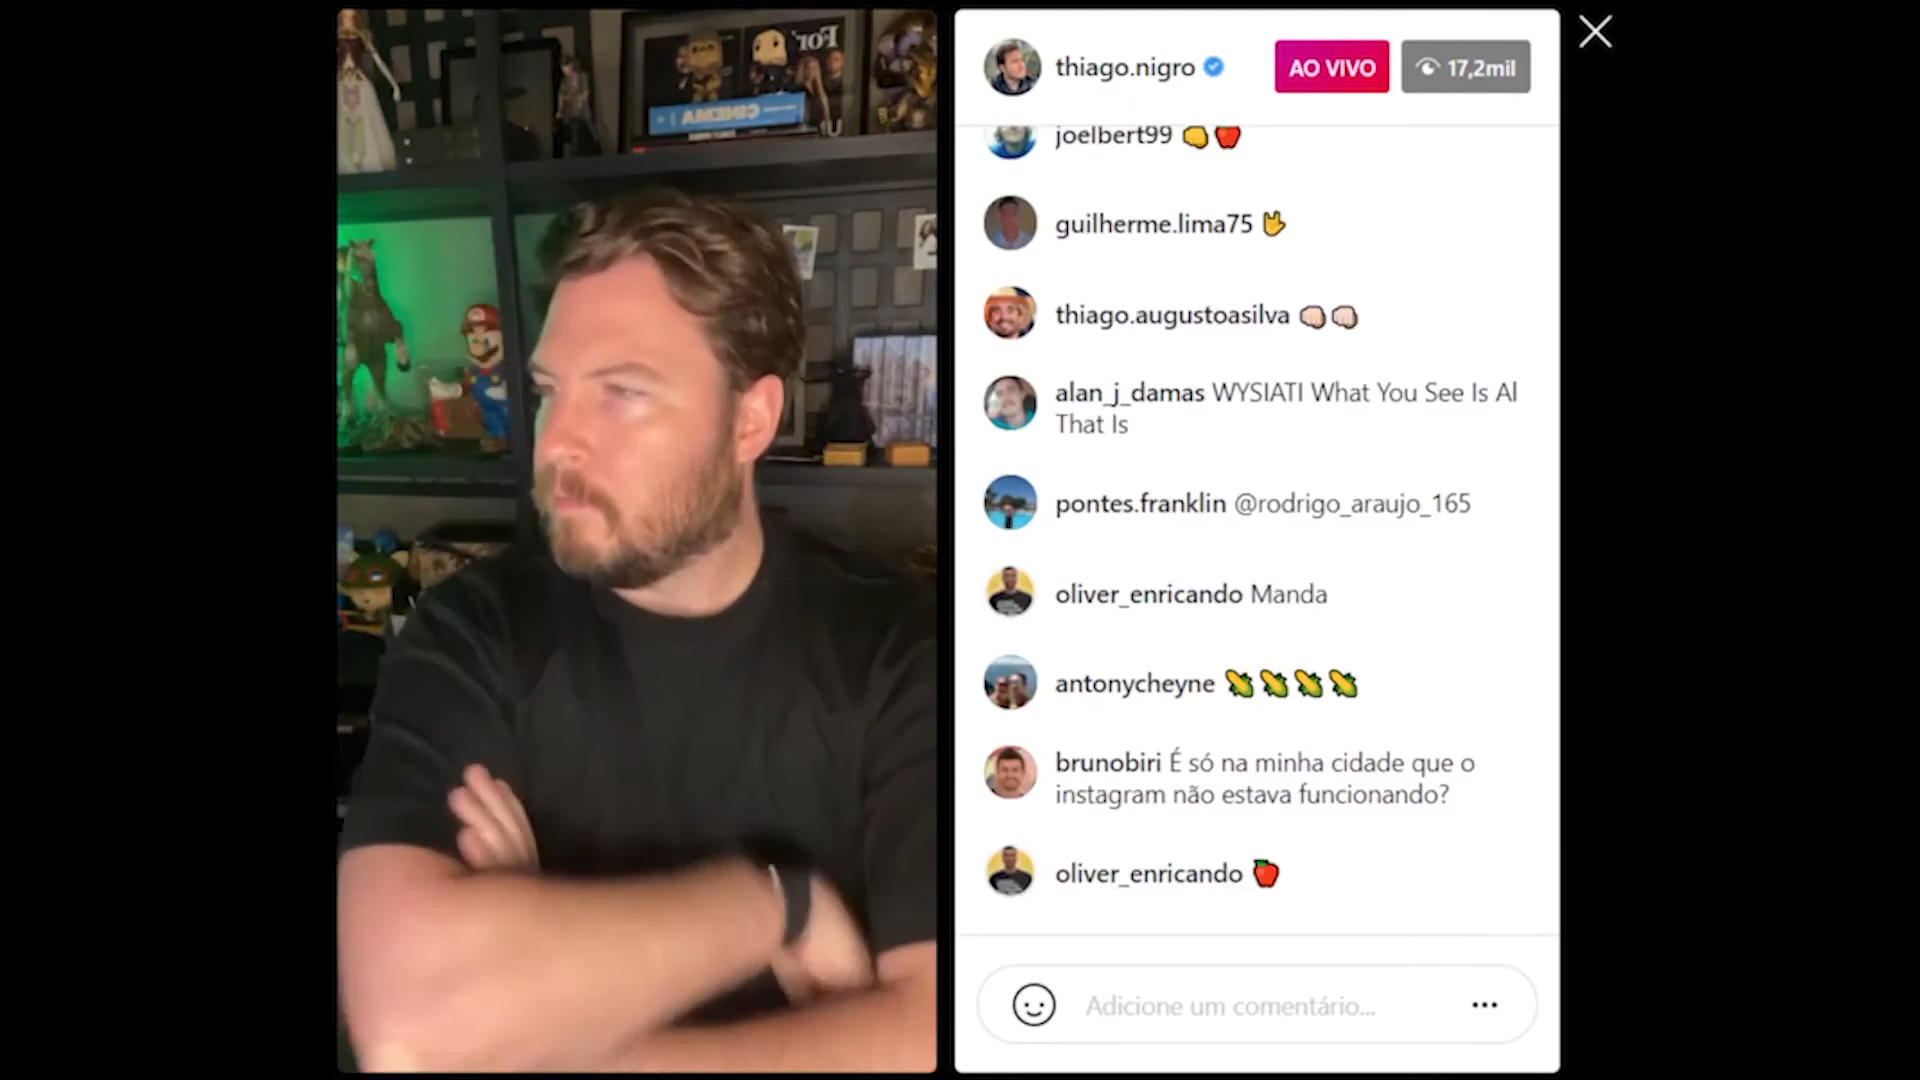 thiago.nigro
AO VIVO
17,2mil
joelbert99 👊🍎
guilherme.lima75 🤟
thiago.augustoasilva 👊🏻👊🏻
alan_j_damas WYSIATI What You See Is Al
That Is
pontes.franklin @rodrigo_araujo_165
oliver_enricando Manda
antonycheyne 🌽🌽🌽🌽
brunobiri É só na minha cidade que o
instagram não estava funcionando?
oliver_enricando 🍎
Adicione um comentário...
CINEMA